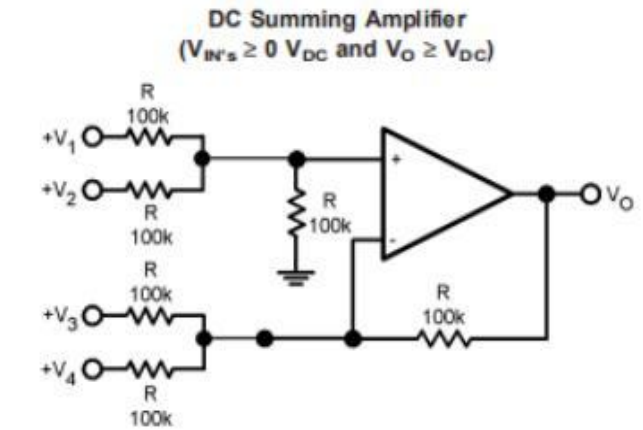 DC Summing Amplifier
(VIN's ≥ 0 VDC and VO ≥ VDC)
R
100k
+V1
+V2
R
100k
R
100k
+
-
VO
R
100k
+V3
R
100k
+V4
R
100k